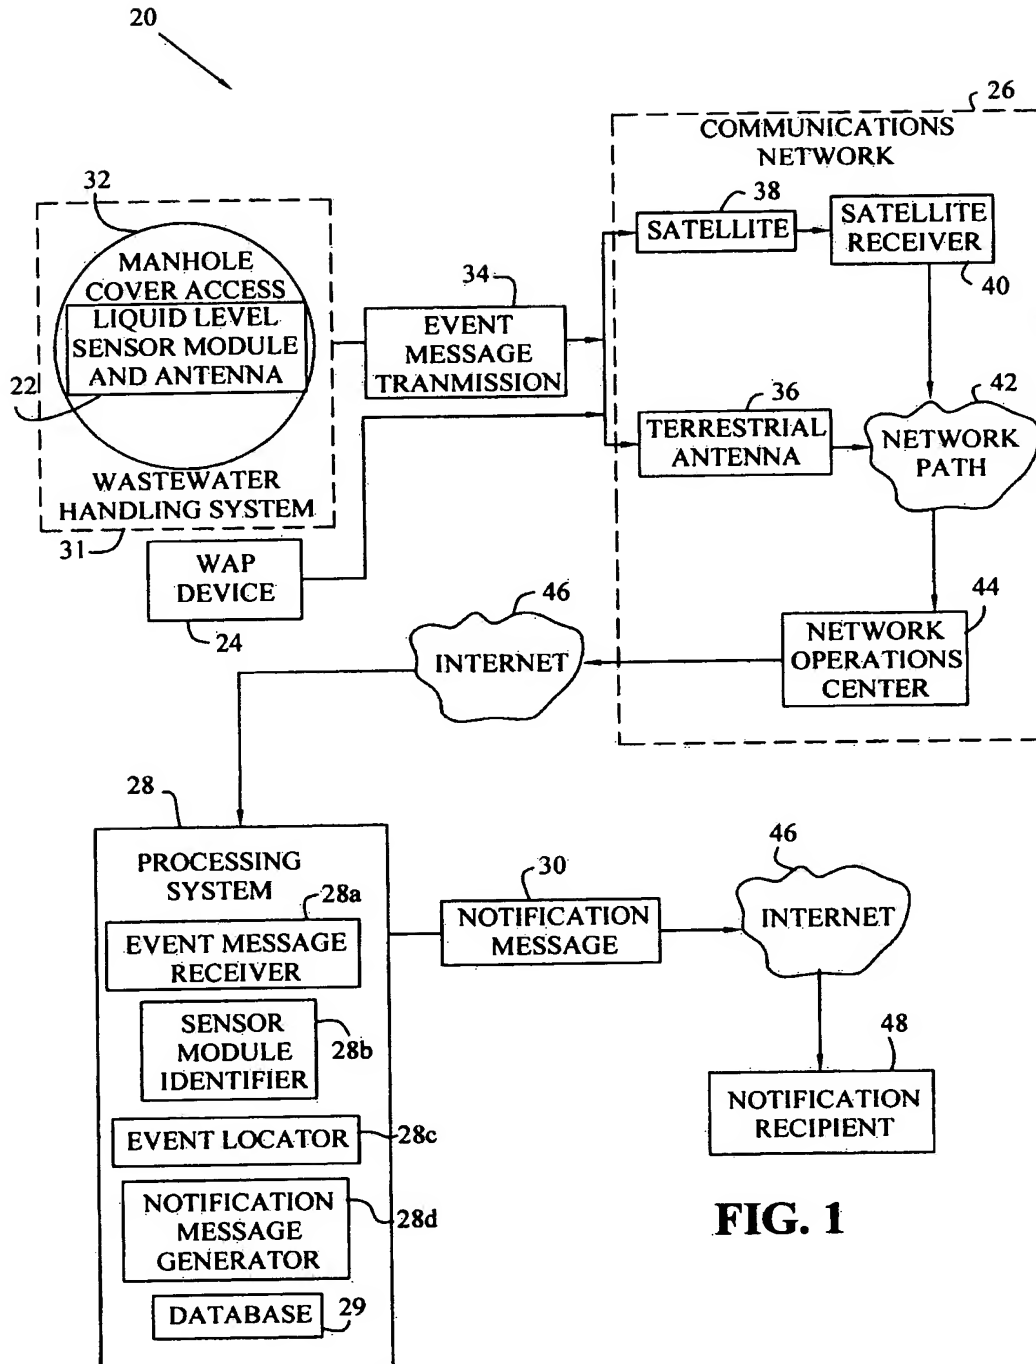 20
26
COMMUNICATIONS
NETWORK
32
38
SATELLITE
SATELLITE
RECEIVER
40
MANHOLE
COVER ACCESS
LIQUID LEVEL
SENSOR MODULE
AND ANTENNA
22
34
EVENT
MESSAGE
TRANMISSION
36
TERRESTRIAL
ANTENNA
42
NETWORK
PATH
WASTEWATER
HANDLING SYSTEM
31
WAP
DEVICE
24
46
INTERNET
44
NETWORK
OPERATIONS
CENTER
28
PROCESSING
SYSTEM
28a
EVENT MESSAGE
RECEIVER
SENSOR
MODULE
IDENTIFIER
28b
EVENT LOCATOR
28c
NOTIFICATION
MESSAGE
GENERATOR
28d
DATABASE
29
30
NOTIFICATION
MESSAGE
46
INTERNET
48
NOTIFICATION
RECIPIENT
FIG. 1